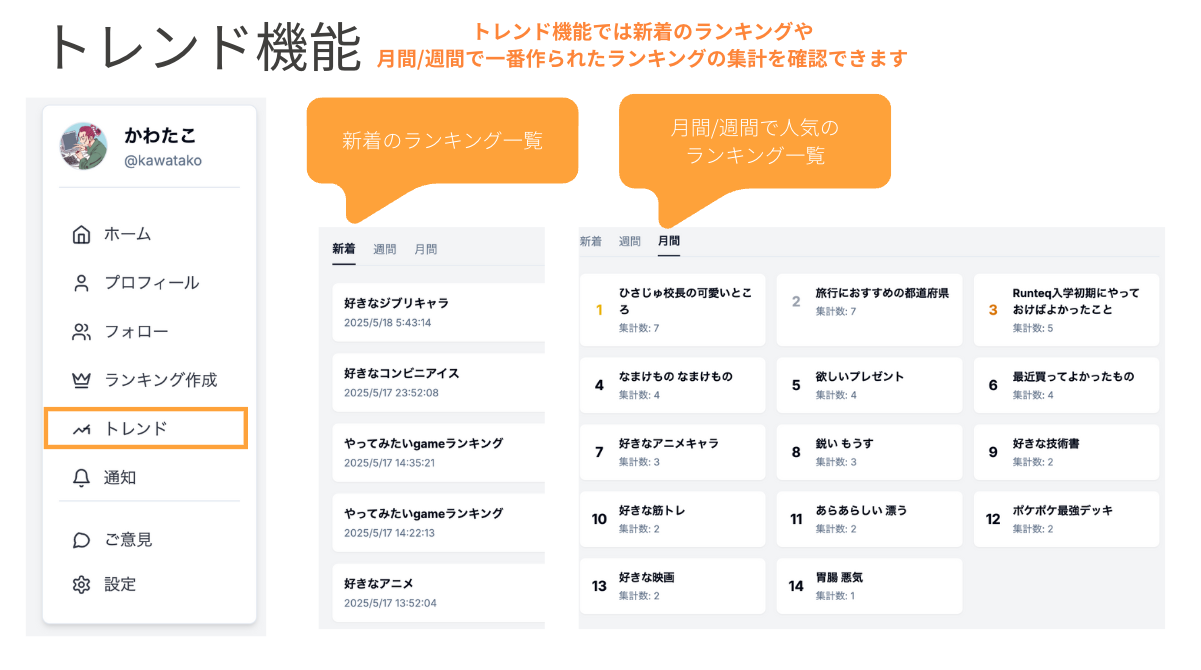 トレンド機能
トレンド機能では新着のランキングや
月間/週間で一番作られたランキングの集計を確認できます
かわたこ
@kawatako
ホーム
プロフィール
フォロー
ランキング作成
トレンド
通知
ご意見
設定
新着のランキング一覧
新着
週間
月間
好きなジブリキャラ
2025/5/18 5:43:14
好きなコンビニアイス
2025/5/17 23:52:08
やってみたいgameランキング
2025/5/17 14:35:21
やってみたいgameランキング
2025/5/17 14:22:13
好きなアニメ
2025/5/17 13:52:04
月間/週間で人気の
ランキング一覧
新着
週間
月間
1
ひさじゅ校長の可愛いとこ
ろ
集計数: 7
2
旅行におすすめの都道府県
集計数: 7
3
Runteq入学初期にやって
おけばよかったこと
集計数: 5
4
なまけもの なまけもの
集計数: 4
5
欲しいプレゼント
集計数: 4
6
最近買ってよかったもの
集計数: 4
7
好きなアニメキャラ
集計数: 3
8
鋭い もうす
集計数: 3
9
好きな技術書
集計数: 2
10
好きな筋トレ
集計数: 2
11
あらあらしい 漂う
集計数: 2
12
ポケポケ最強デッキ
集計数: 2
13
好きな映画
集計数: 2
14
胃腸 悪気
集計数: 1